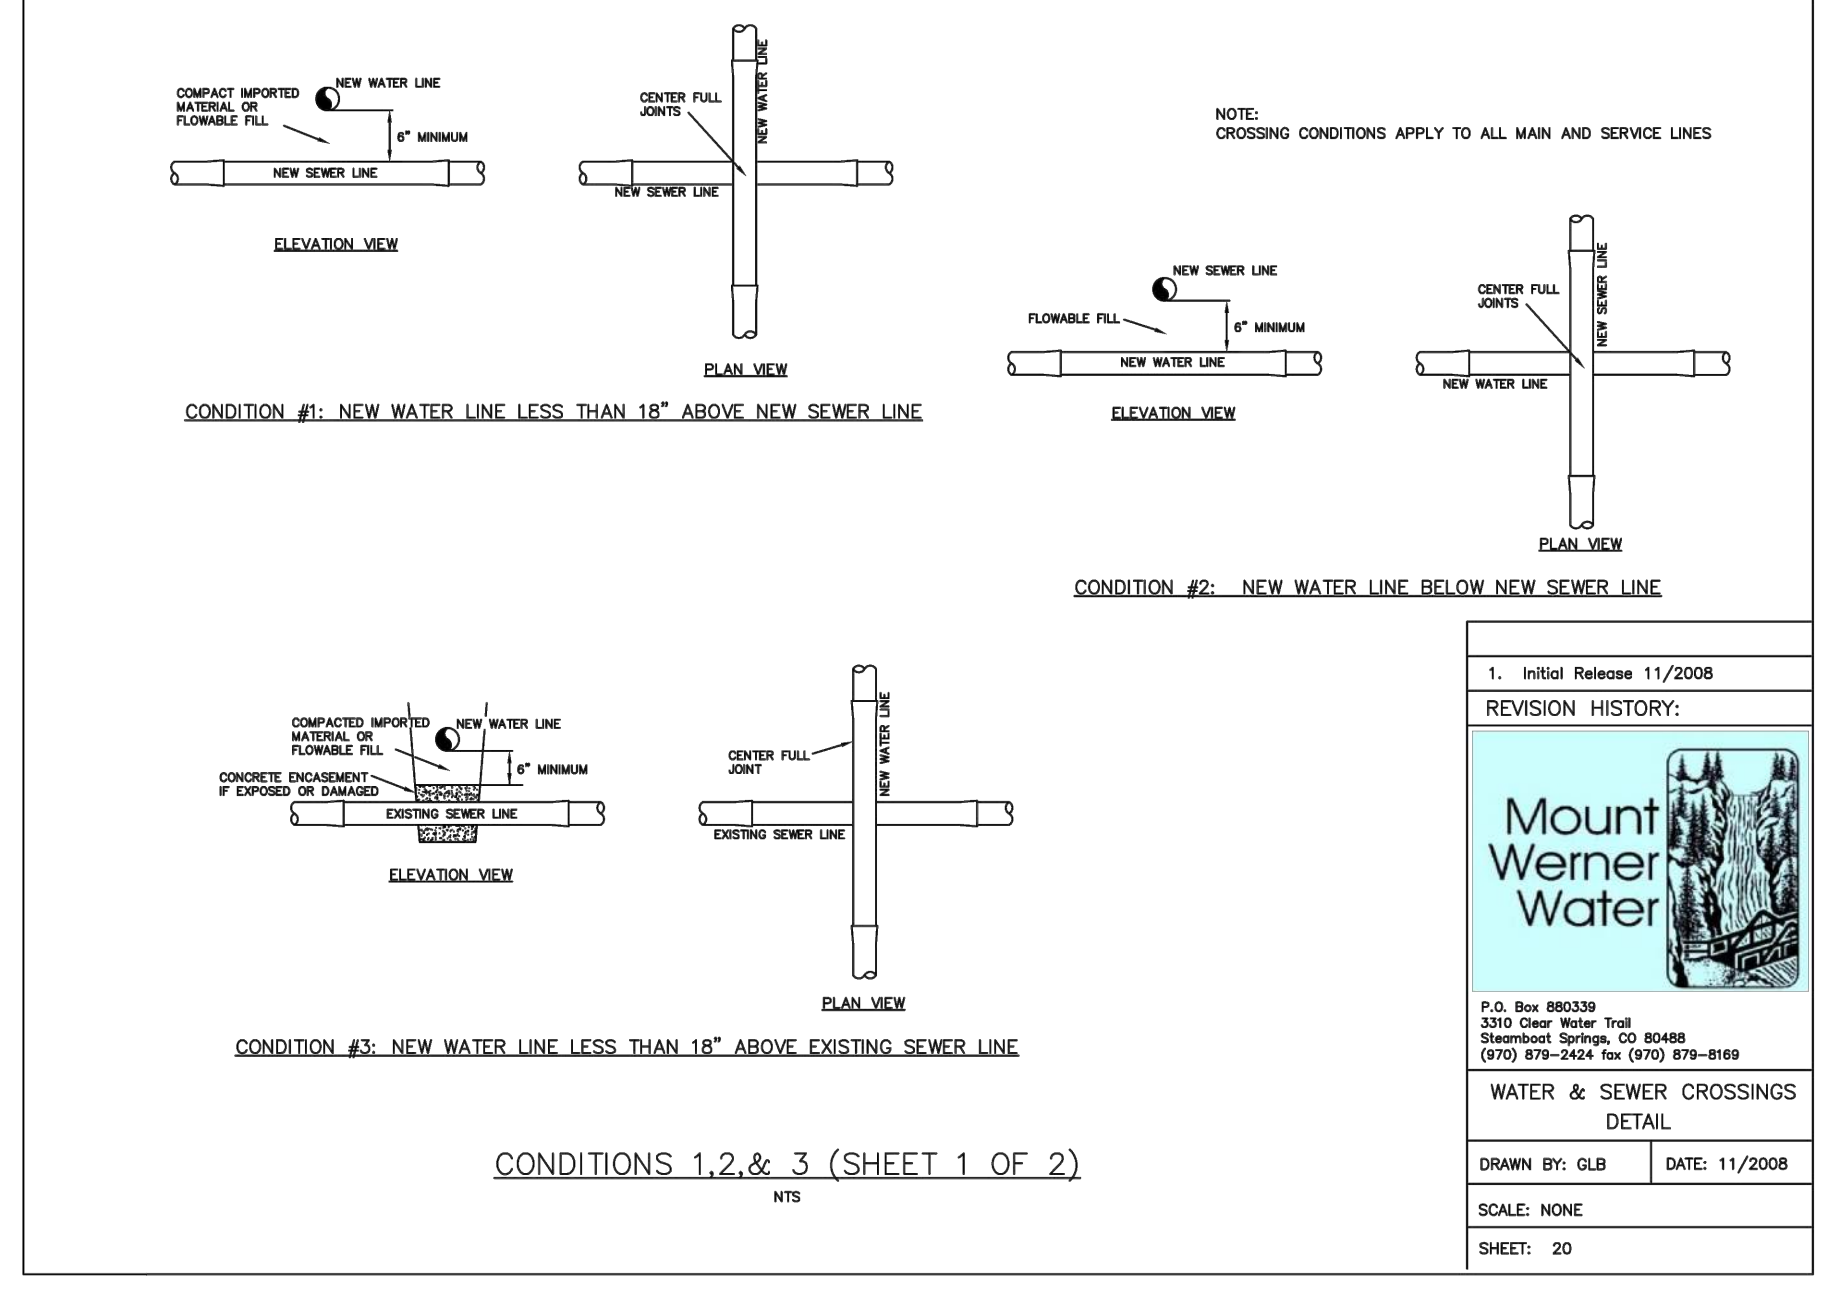 NEW WATER LINE
COMPACT IMPORTED
MATERIAL OR
FLOWABLE FILL
6" MINIMUM
NEW SEWER LINE
ELEVATION VIEW
NEW WATER LINE
CENTER FULL
JOINTS
NEW SEWER LINE
PLAN VIEW
CONDITION #1: NEW WATER LINE LESS THAN 18" ABOVE NEW SEWER LINE
NOTE:
CROSSING CONDITIONS APPLY TO ALL MAIN AND SERVICE LINES
NEW SEWER LINE
FLOWABLE FILL
6" MINIMUM
NEW WATER LINE
ELEVATION VIEW
NEW SEWER LINE
CENTER FULL
JOINTS
NEW WATER LINE
PLAN VIEW
CONDITION #2: NEW WATER LINE BELOW NEW SEWER LINE
COMPACTED IMPORTED
MATERIAL OR
FLOWABLE FILL
NEW WATER LINE
6" MINIMUM
CONCRETE ENCASEMENT
IF EXPOSED OR DAMAGED
EXISTING SEWER LINE
ELEVATION VIEW
NEW WATER LINE
CENTER FULL
JOINT
EXISTING SEWER LINE
PLAN VIEW
CONDITION #3: NEW WATER LINE LESS THAN 18" ABOVE EXISTING SEWER LINE
CONDITIONS 1,2,& 3 (SHEET 1 OF 2)
NTS
1. Initial Release 11/2008
REVISION HISTORY:
Mount
Werner
Water
P.O. Box 880339
3310 Clear Water Trail
Steamboat Springs, CO 80488
(970) 879-2424 fax (970) 879-8169
WATER & SEWER CROSSINGS
DETAIL
DRAWN BY: GLB
DATE: 11/2008
SCALE: NONE
SHEET: 20